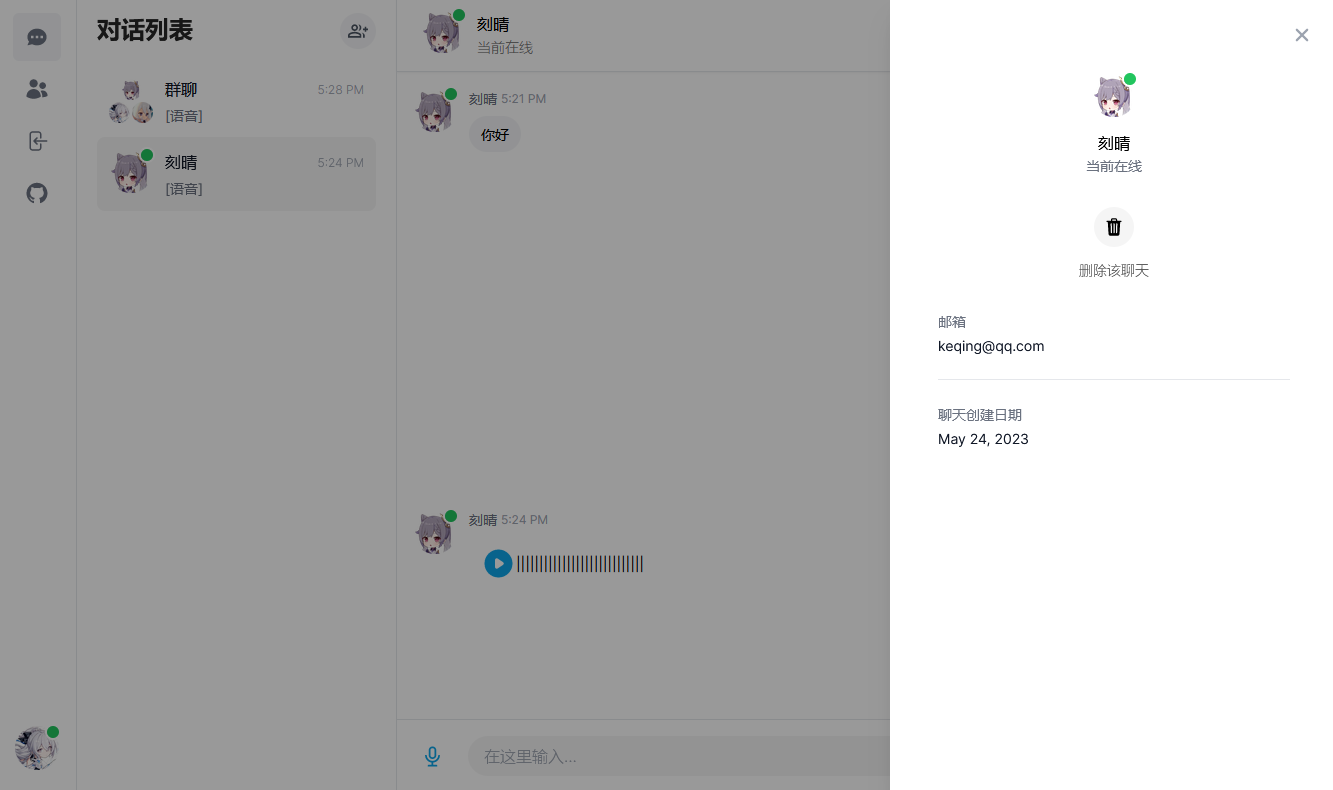 对话列表
群聊
5:28 PM
[语音]
刻晴
5:24 PM
[语音]
刻晴
当前在线
刻晴 5:21 PM
你好
刻晴 5:24 PM
在这里输入...
刻晴
当前在线
删除该聊天
邮箱
keqing@qq.com
聊天创建日期
May 24, 2023